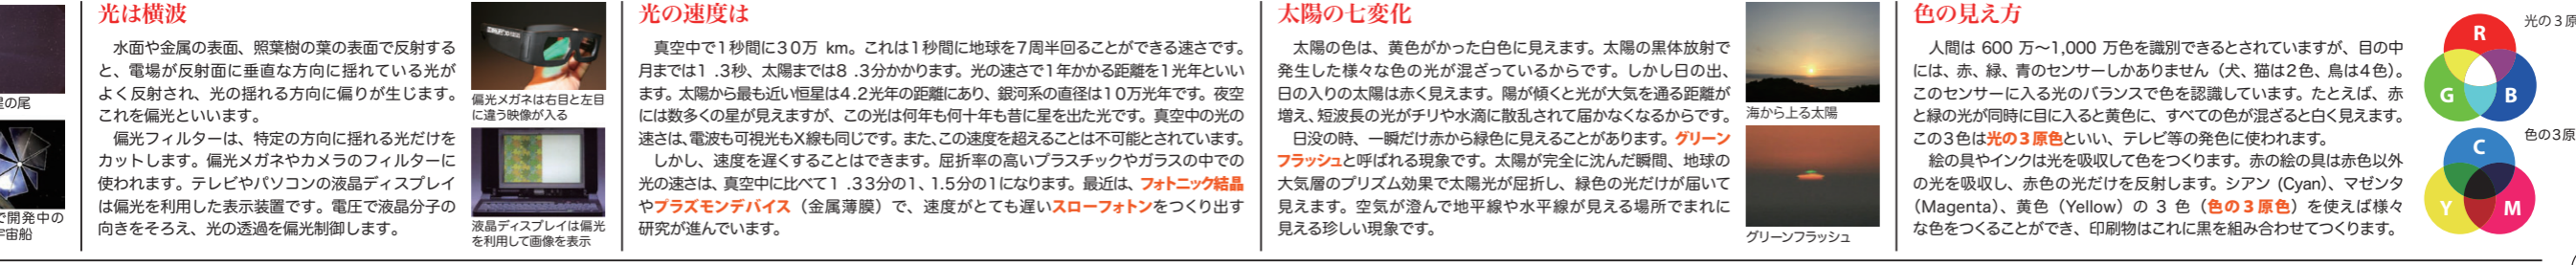 星の尾
で開発中の
宇宙船
光は横波
水面や金属の表面、照葉樹の葉の表面で反射する
と、電場が反射面に垂直な方向に揺れている光が
よく反射され、光の揺れる方向に偏りが生じます。
これを偏光といいます。
偏光フィルターは、特定の方向に揺れる光だけを
カットします。偏光メガネやカメラのフィルターに
使われます。テレビやパソコンの液晶ディスプレイ
は偏光を利用した表示装置です。電圧で液晶分子の
向きをそろえ、光の透過を偏光制御します。
偏光メガネは右目と左目
に違う映像が入る
液晶ディスプレイは偏光
を利用して画像を表示
光の速度は
真空中で1秒間に30万 km。これは1秒間に地球を7周半回ることができる速さです。
月までは1 .3秒、太陽までは8 .3分かかります。光の速さで1年かかる距離を1光年といい
ます。太陽から最も近い恒星は4.2光年の距離にあり、銀河系の直径は10万光年です。夜空
には数多くの星が見えますが、この光は何年も何十年も昔に星を出た光です。真空中の光の
速さは、電波も可視光もX線も同じです。また、この速度を超えることは不可能とされています。
しかし、速度を遅くすることはできます。屈折率の高いプラスチックやガラスの中での
光の速さは、真空中に比べて1 .33分の1、1.5分の1になります。最近は、フォトニック結晶
やプラズモンデバイス（金属薄膜）で、速度がとても遅いスローフォトンをつくり出す
研究が進んでいます。
太陽の七変化
太陽の色は、黄色がかった白色に見えます。太陽の黒体放射で
発生した様々な色の光が混ざっているからです。しかし日の出、
日の入りの太陽は赤く見えます。陽が傾くと光が大気を通る距離が
増え、短波長の光がチリや水滴に散乱されて届かなくなるからです。
日没の時、一瞬だけ赤から緑色に見えることがあります。グリーン
フラッシュと呼ばれる現象です。太陽が完全に沈んだ瞬間、地球の
大気層のプリズム効果で太陽光が屈折し、緑色の光だけが届いて
見えます。空気が澄んで地平線や水平線が見える場所でまれに
見える珍しい現象です。
海から上る太陽
グリーンフラッシュ
色の見え方
人間は 600 万〜1,000 万色を識別できるとされていますが、目の中
には、赤、緑、青のセンサーしかありません（犬、猫は2色、鳥は4色）。
このセンサーに入る光のバランスで色を認識しています。たとえば、赤
と緑の光が同時に目に入ると黄色に、すべての色が混ざると白く見えます。
この3色は光の3原色といい、テレビ等の発色に使われます。
絵の具やインクは光を吸収して色をつくります。赤の絵の具は赤色以外
の光を吸収し、赤色の光だけを反射します。シアン (Cyan)、マゼンタ
（Magenta）、黄色（Yellow）の 3 色（色の3原色）を使えば様々
な色をつくることができ、印刷物はこれに黒を組み合わせてつくります。
光の3原
R
G
B
色の3原
C
Y
M